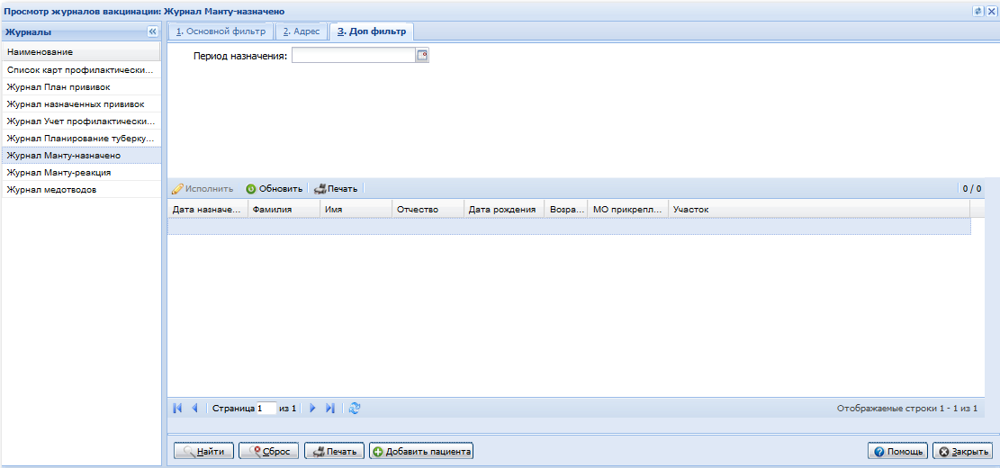 Просмотр журналов вакцинации: Журнал Манту-назначено
Журналы
Наименование
Список карт профилактически...
Журнал План прививок
Журнал назначенных прививок
Журнал Учет профилактически...
Журнал Планирование туберку...
Журнал Манту-назначено
Журнал Манту-реакция
Журнал медотводов
1. Основной фильтр 2. Адрес 3. Доп фильтр
Период назначения:
Исполнить Обновить Печать 0 / 0
Дата назначе... Фамилия Имя Отчество Дата рождения Возра... МО прикрепл... Участок
Страница 1 из 1 Отображаемые строки 1 - 1 из 1
Найти Сброс Печать Добавить пациента Помощь Закрыть